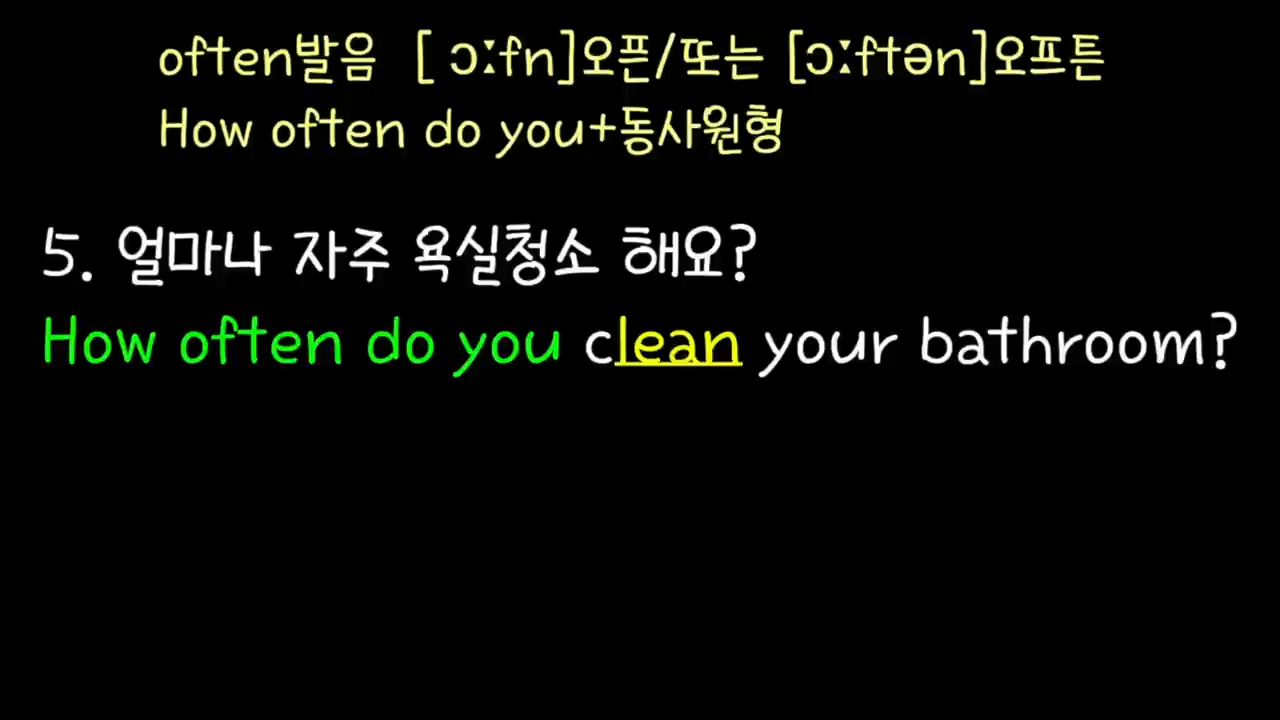 often발음 [ ɔːfn]오픈/또는 [ɔːftən]오프튼
How often do you+동사원형
5. 얼마나 자주 욕실청소 해요?
How often do you clean your bathroom?